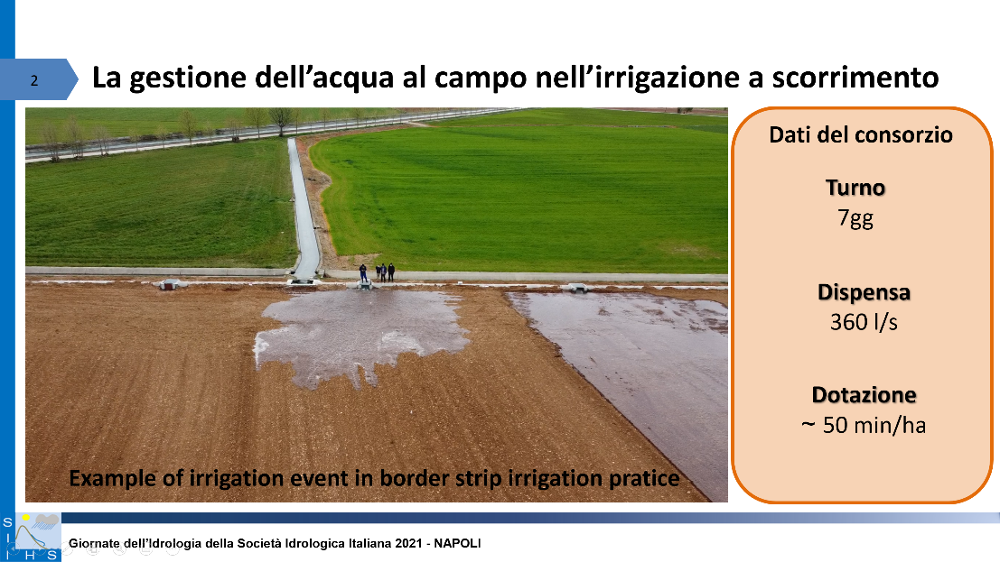 2
La gestione dell’acqua al campo nell’irrigazione a scorrimento
Dati del consorzio
Turno
7gg
Dispensa
360 l/s
Dotazione
~ 50 min/ha
Example of irrigation event in border strip irrigation pratice
S
I
I H S
Giornate dell’Idrologia della Società Idrologica Italiana 2021 - NAPOLI